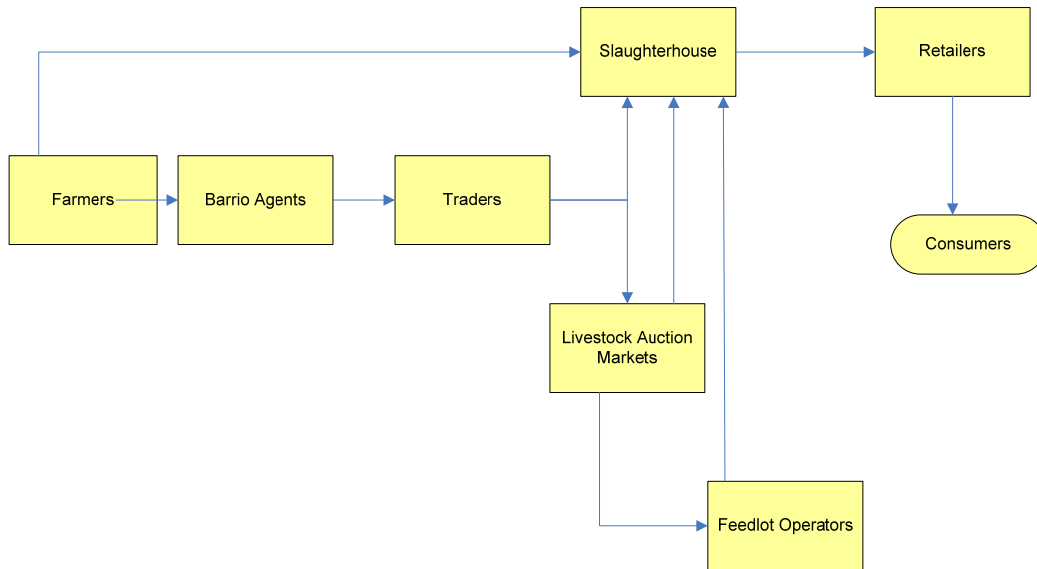 Slaughterhouse
Retailers
Farmers
Barrio Agents
Traders
Consumers
Livestock Auction
Markets
Feedlot Operators